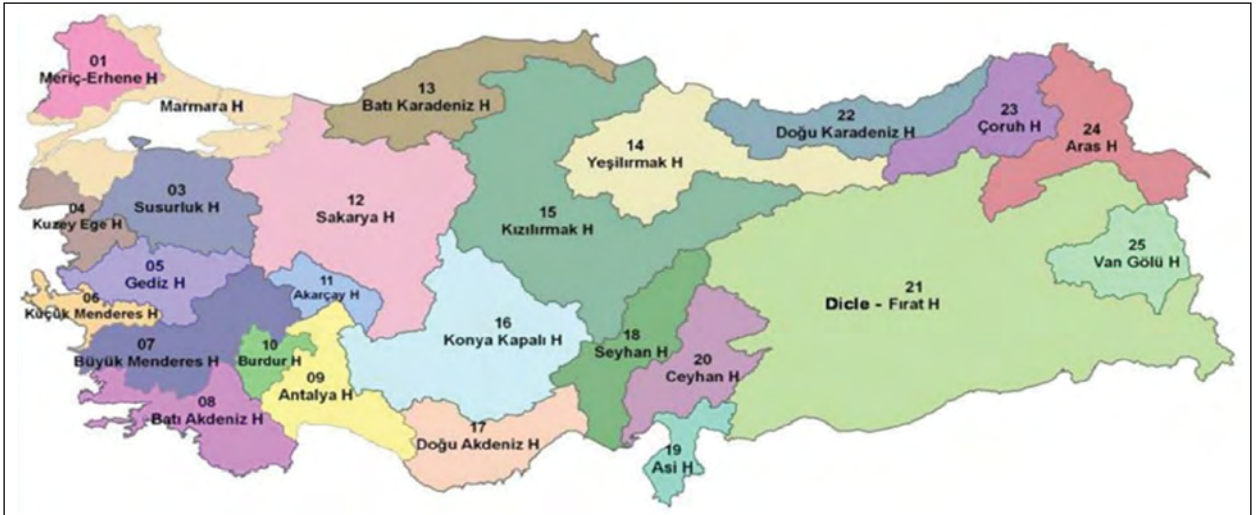 01
Meriç-Erhene H
Marmara H
03
Susurluk H
04
Kuzey Ege H
05
Gediz H
06
Küçük Menderes H
07
Büyük Menderes H
08
Batı Akdeniz H
09
Antalya H
10
Burdur H
11
Akarçay H
12
Sakarya H
13
Batı Karadeniz H
14
Yeşilırmak H
15
Kızılırmak H
16
Konya Kapalı H
17
Doğu Akdeniz H
18
Seyhan H
19
Asi H
20
Ceyhan H
21
Dicle - Fırat H
22
Doğu Karadeniz H
23
Çoruh H
24
Aras H
25
Van Gölü H